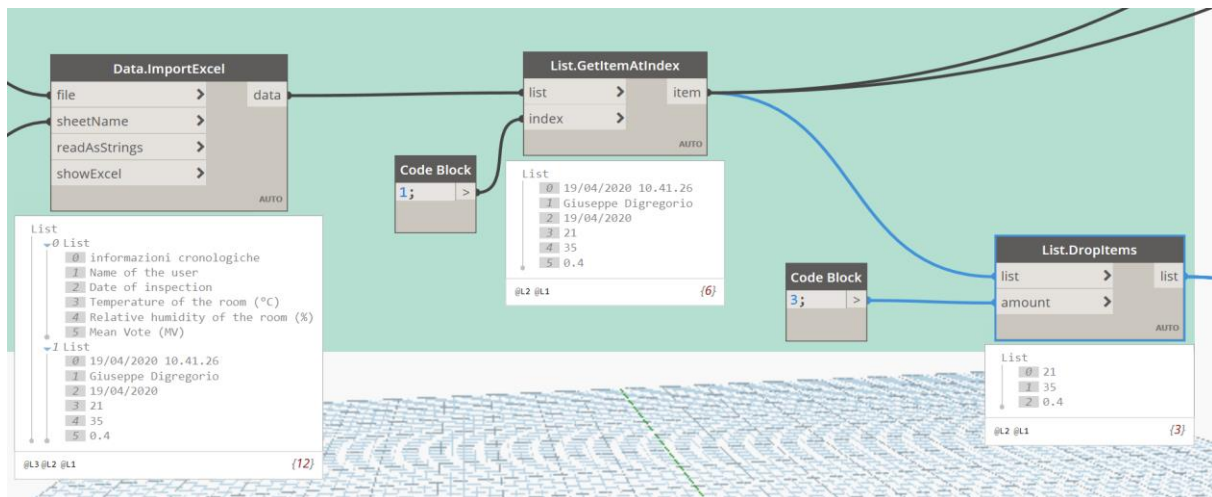 Data.ImportExcel
file > data
sheetName >
readAsStrings >
showExcel >
AUTO
List
0 List
0 informazioni cronologiche
1 Name of the user
2 Date of inspection
3 Temperature of the room (°C)
4 Relative humidity of the room (%)
5 Mean Vote (MV)
1 List
0 19/04/2020 10.41.26
1 Giuseppe Digregorio
2 19/04/2020
3 21
4 35
5 0.4
@L3 @L2 @L1 {12}
Code Block
1; >
List.GetItemAtIndex
list > item
index >
AUTO
List
0 19/04/2020 10.41.26
1 Giuseppe Digregorio
2 19/04/2020
3 21
4 35
5 0.4
@L2 @L1 {6}
Code Block
3; >
List.DropItems
list > list
amount >
AUTO
List
0 21
1 35
2 0.4
@L2 @L1 {3}